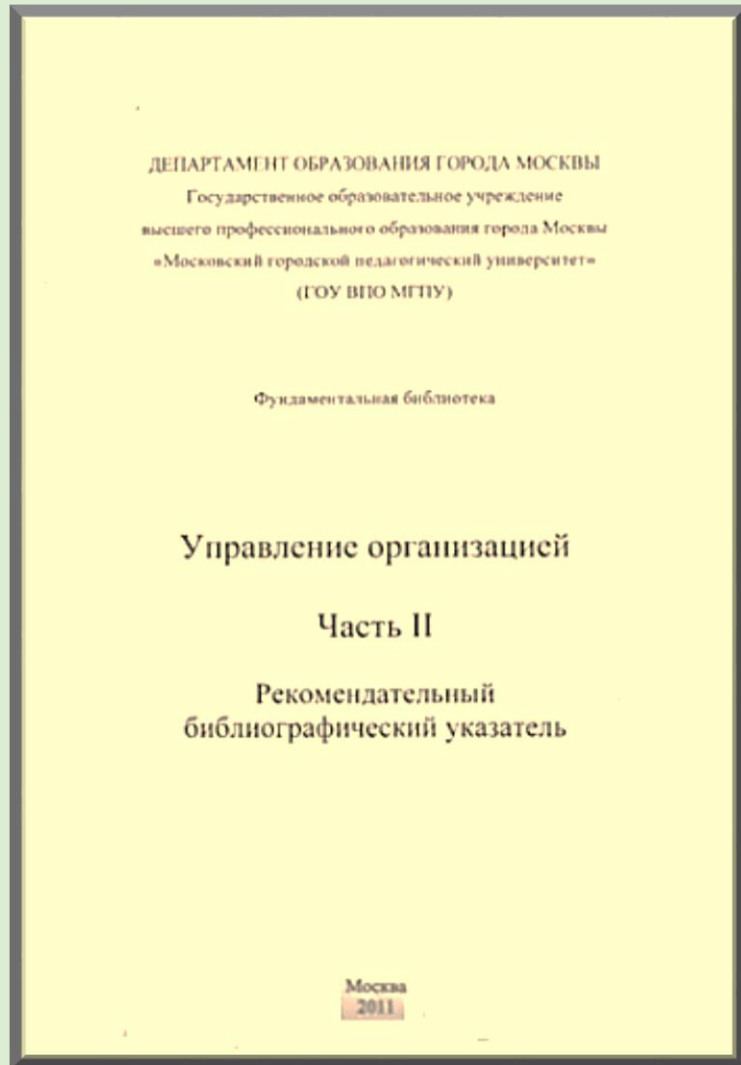 ДЕПАРТАМЕНТ ОБРАЗОВАНИЯ ГОРОДА МОСКВЫ
Государственное образовательное учреждение
высшего профессионального образования города Москвы
«Московский городской педагогический университет»
(ГОУ ВПО МГПУ)
Фундаментальная библиотека
Управление организацией
Часть II
Рекомендательный
библиографический указатель
Москва
2011